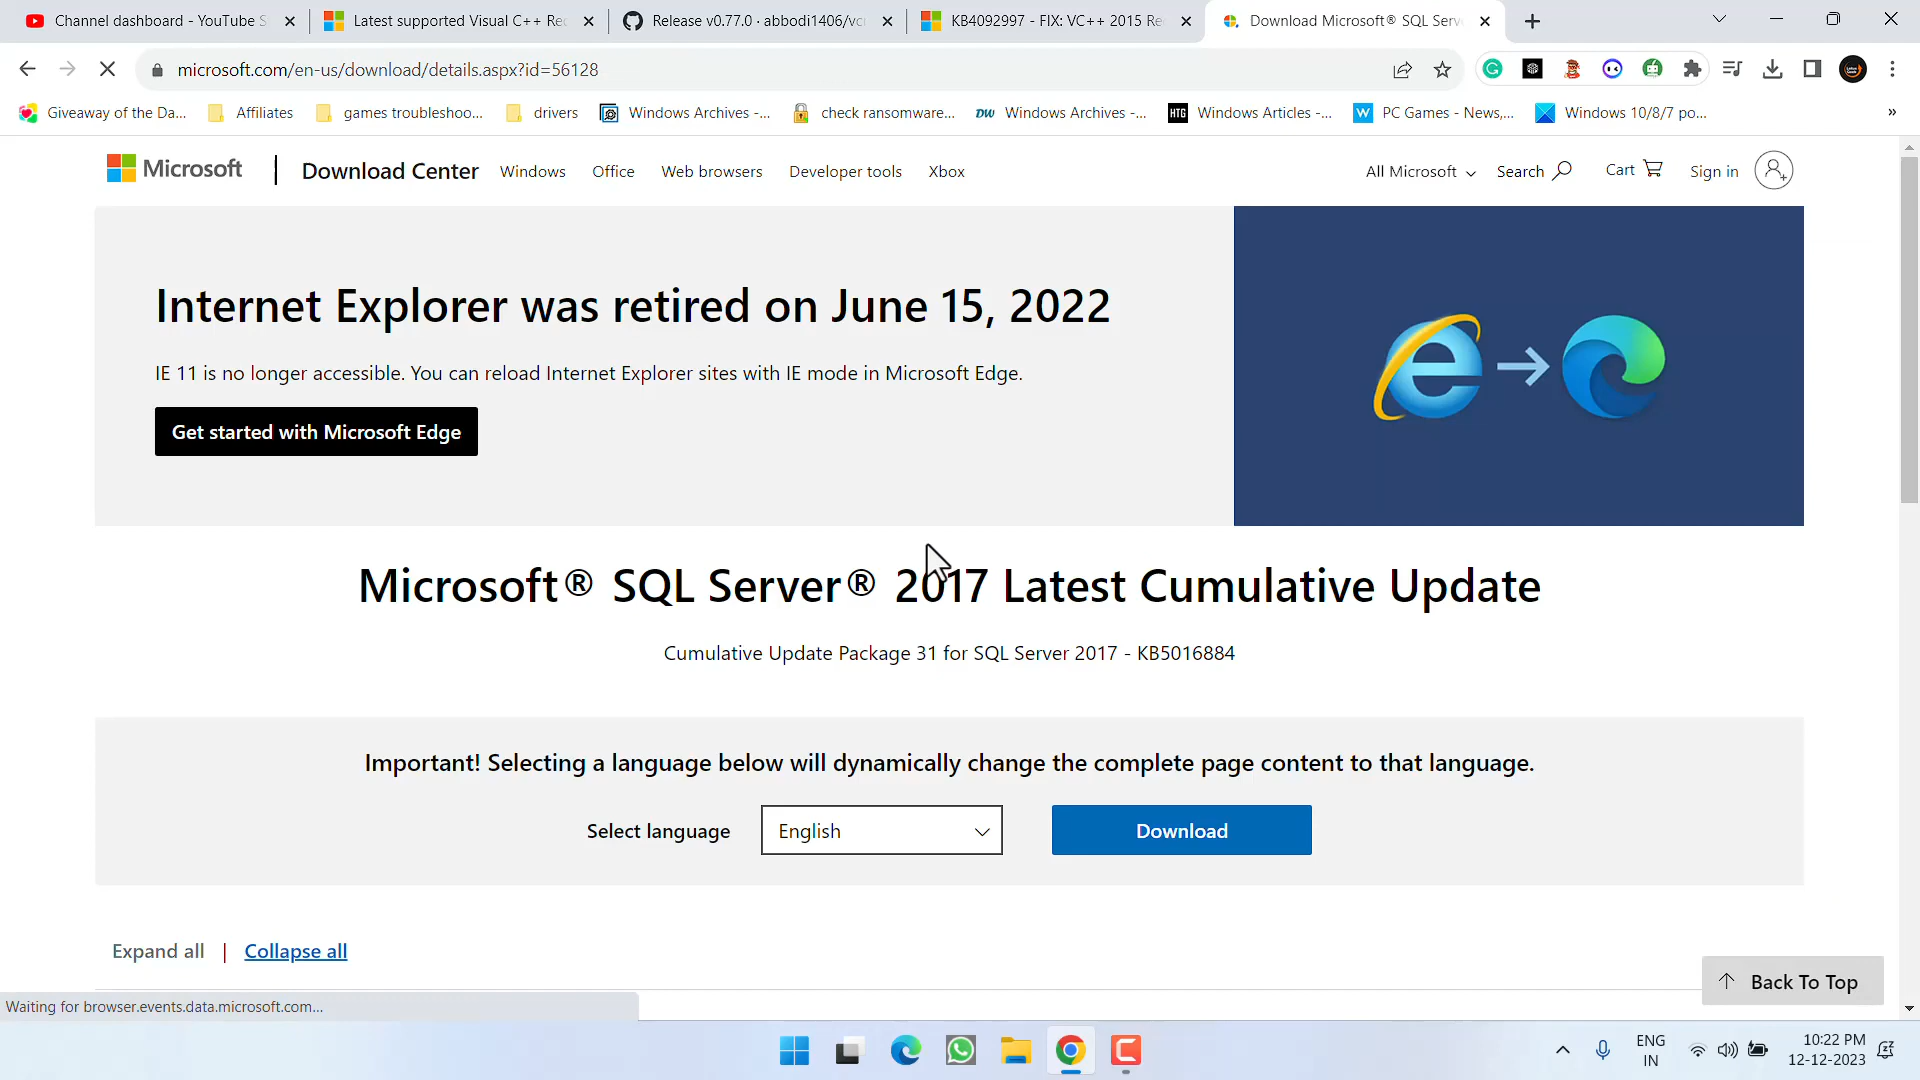 Channel dashboard - YouTube S
Latest supported Visual C++ Re
Release v0.77.0 · abbodi1406/vc
KB4092997 - FIX: VC++ 2015 Re
Download Microsoft® SQL Serv
microsoft.com/en-us/download/details.aspx?id=56128
Giveaway of the Da...
Affiliates
games troubleshoo...
drivers
Windows Archives -...
check ransomware...
DW Windows Archives -...
HTG Windows Articles -...
W PC Games - News,...
Windows 10/8/7 po...
»
Microsoft
Download Center
Windows
Office
Web browsers
Developer tools
Xbox
All Microsoft
Search
Cart
Sign in
Internet Explorer was retired on June 15, 2022
IE 11 is no longer accessible. You can reload Internet Explorer sites with IE mode in Microsoft Edge.
Get started with Microsoft Edge
Microsoft® SQL Server® 2017 Latest Cumulative Update
Cumulative Update Package 31 for SQL Server 2017 - KB5016884
Important! Selecting a language below will dynamically change the complete page content to that language.
Select language
English
Download
Expand all | Collapse all
Back To Top
Waiting for browser.events.data.microsoft.com...
ENG
IN
10:22 PM
12-12-2023